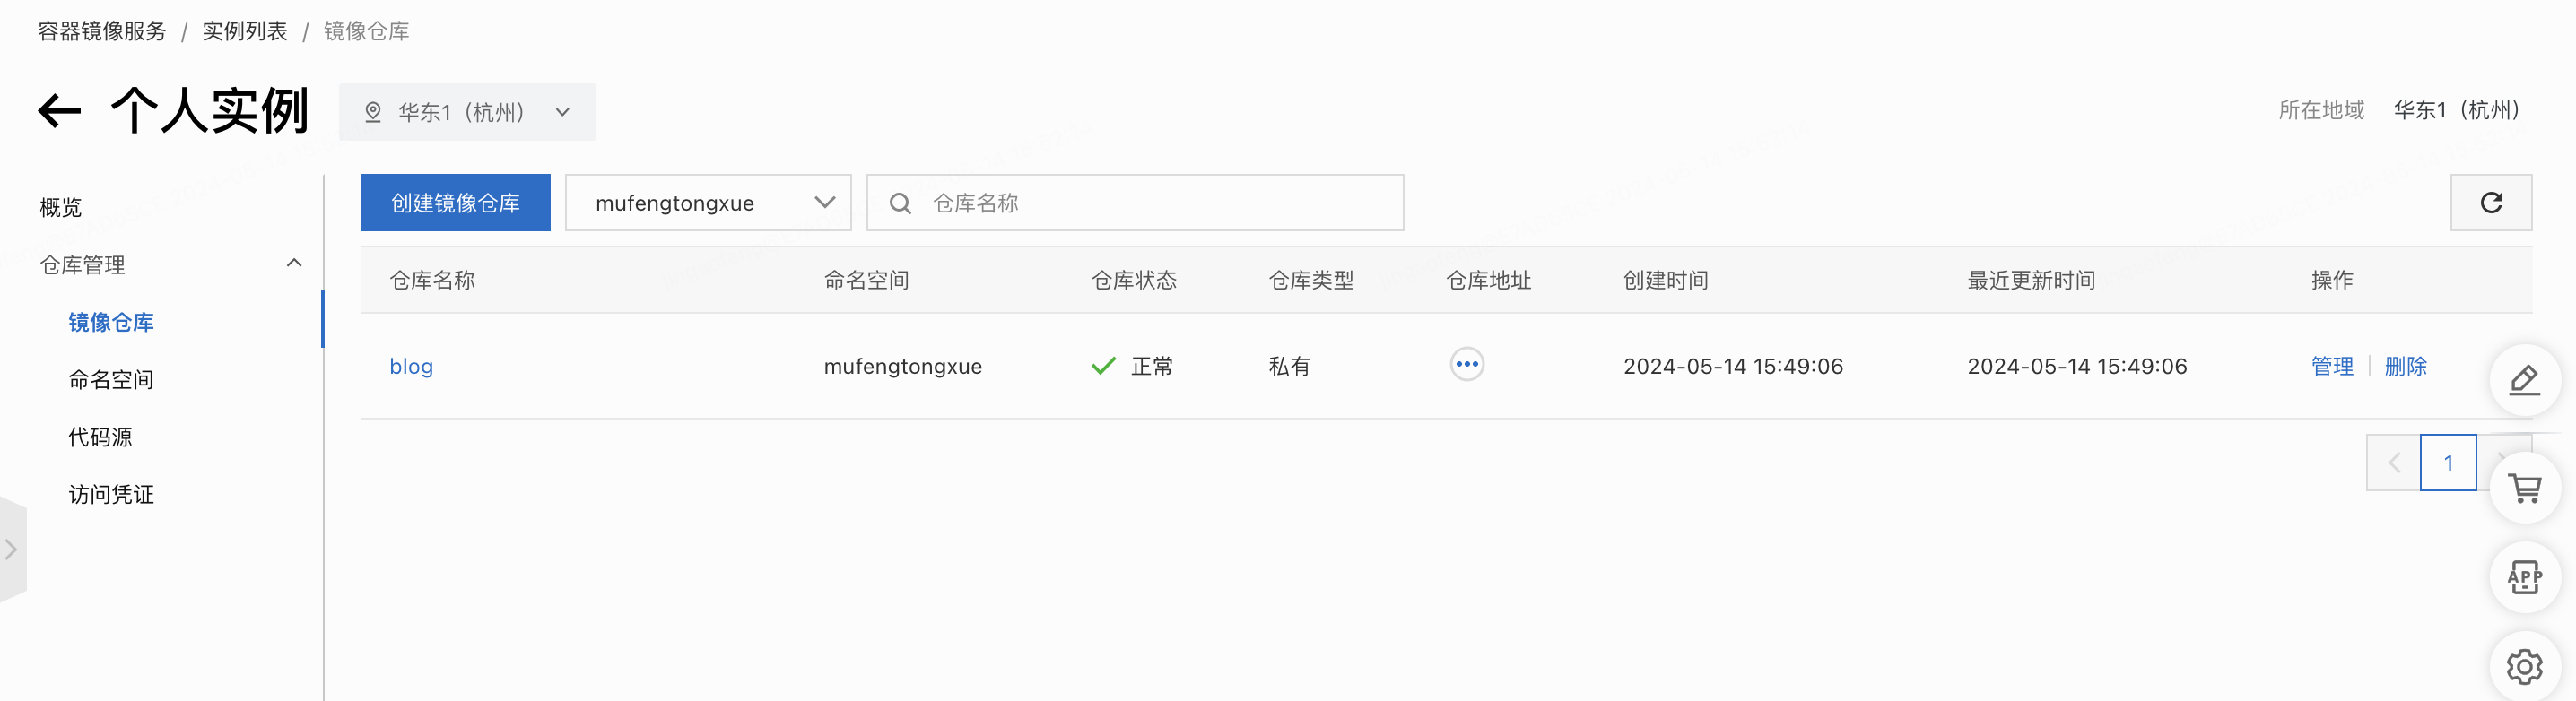 容器镜像服务 / 实例列表 / 镜像仓库
个人实例 华东1（杭州） 所在地域 华东1（杭州）
概览
仓库管理
镜像仓库
命名空间
代码源
访问凭证
创建镜像仓库 mufengtongxue 仓库名称
仓库名称 命名空间 仓库状态 仓库类型 仓库地址 创建时间 最近更新时间 操作
blog mufengtongxue 正常 私有 2024-05-14 15:49:06 2024-05-14 15:49:06 管理 | 删除
1
APP